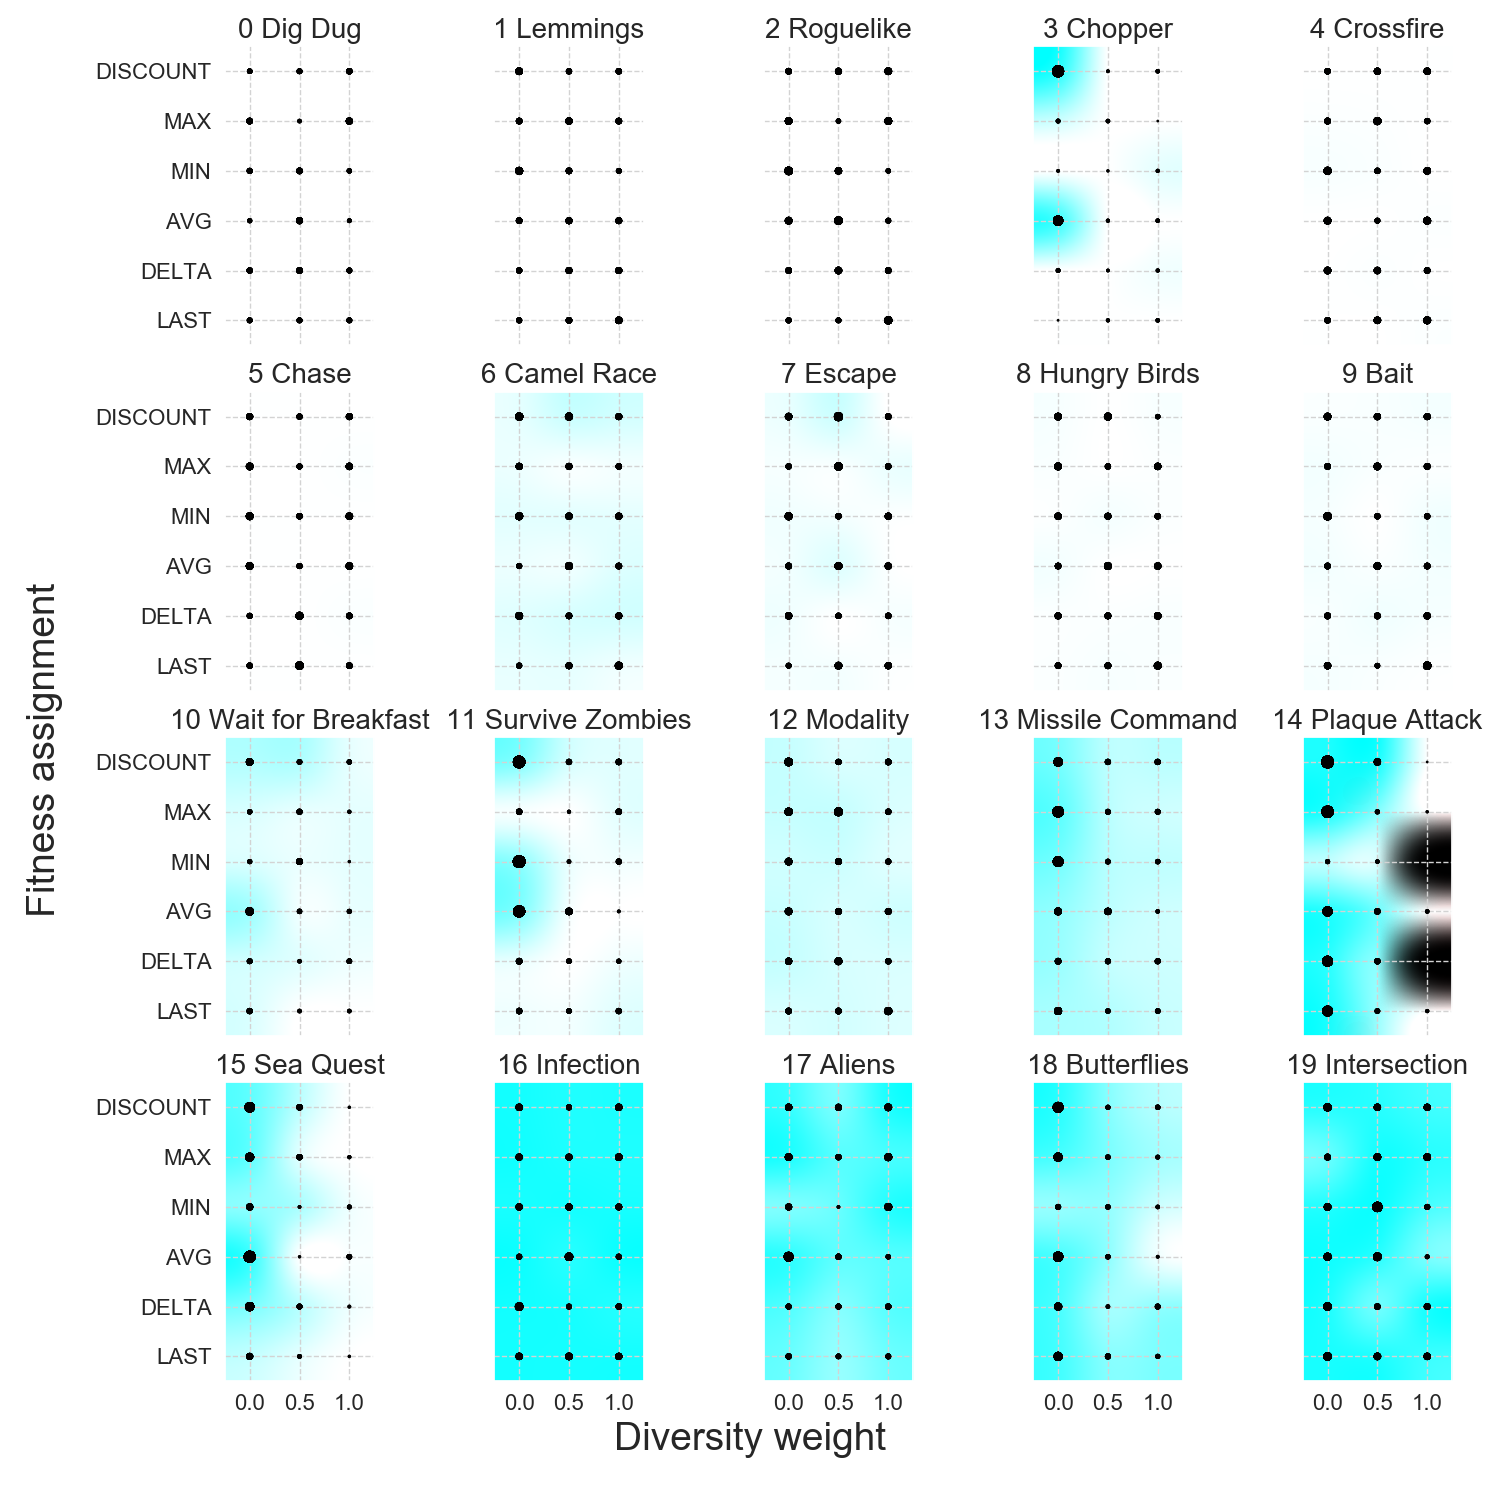 0 Dig Dug
1 Lemmings
2 Roguelike
3 Chopper
4 Crossfire
DISCOUNT
MAX
MIN
AVG
DELTA
LAST
5 Chase
6 Camel Race
7 Escape
8 Hungry Birds
9 Bait
DISCOUNT
MAX
MIN
AVG
DELTA
LAST
Fitness assignment
10 Wait for Breakfast
11 Survive Zombies
12 Modality
13 Missile Command
14 Plaque Attack
DISCOUNT
MAX
MIN
AVG
DELTA
LAST
15 Sea Quest
16 Infection
17 Aliens
18 Butterflies
19 Intersection
DISCOUNT
MAX
MIN
AVG
DELTA
LAST
0.0 0.5 1.0
0.0 0.5 1.0
0.0 0.5 1.0
0.0 0.5 1.0
0.0 0.5 1.0
Diversity weight